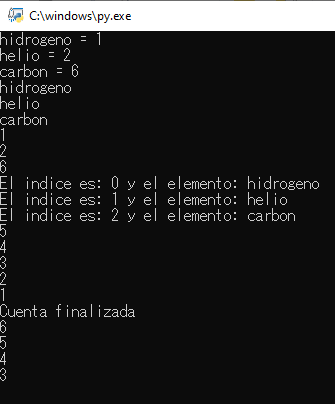 C:\windows\py.exe
hidrogeno = 1
helio = 2
carbon = 6
hidrogeno
helio
carbon
1
2
6
El indice es: 0 y el elemento: hidrogeno
El indice es: 1 y el elemento: helio
El indice es: 2 y el elemento: carbon
5
4
3
2
1
Cuenta finalizada
6
5
4
3